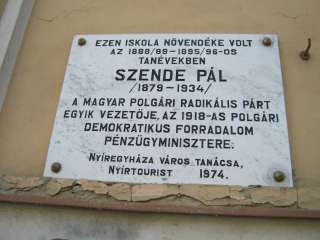 EZEN ISKOLA NÖVENDÉKE VOLT
AZ 1888/89-1895/96-OS
TANÉVEKBEN
SZENDE PÁL
/1879-1934/
A MAGYAR POLGÁRI RADIKÁLIS PÁRT
EGYIK VEZETŐJE, AZ 1918-AS POLGÁRI
DEMOKRATIKUS FORRADALOM
PÉNZÜGYMINISZTERE.
NYÍREGYHÁZA VÁROS TANÁCSA,
NYÍRTOURIST 1974.